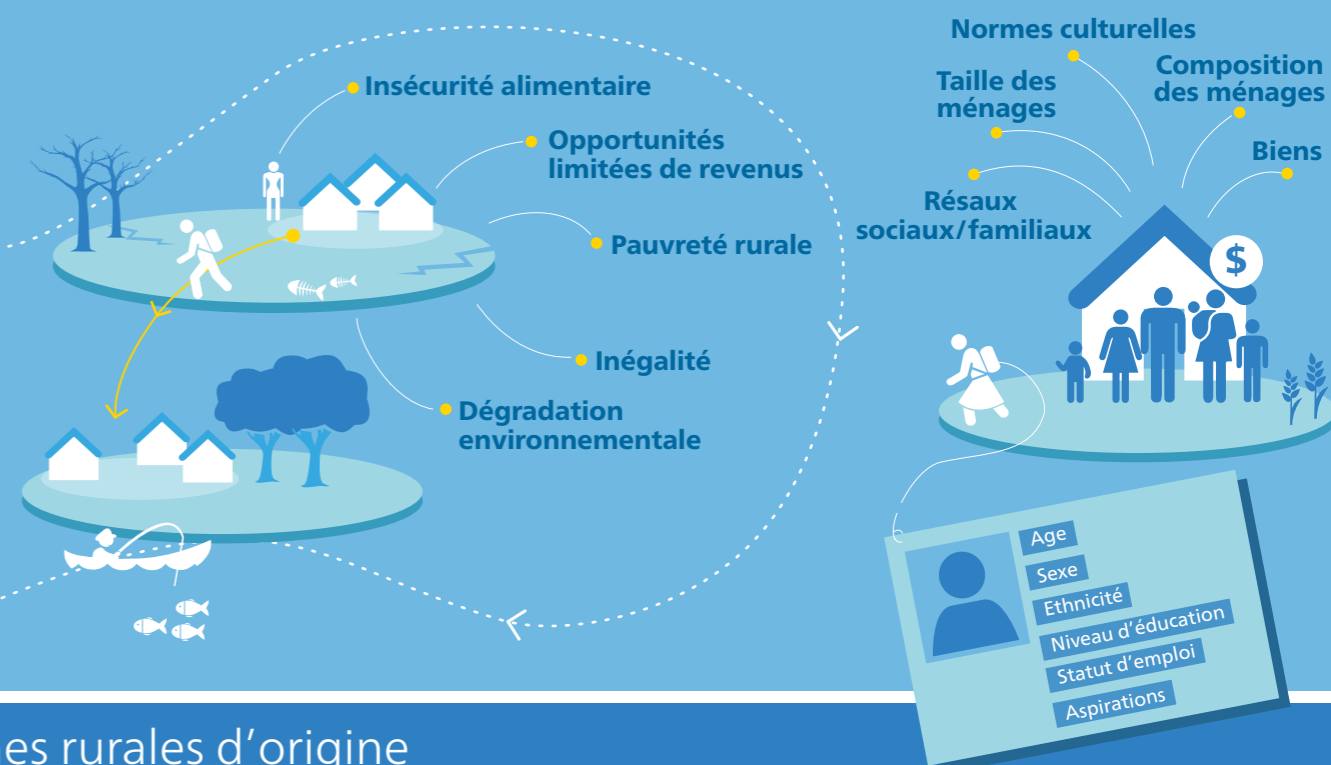 Insécurité alimentaire
Opportunités
limitées de revenus
Pauvreté rurale
Inégalité
Dégradation
environnementale
Normes culturelles
Taille des
ménages
Composition
des ménages
Biens
Résaux
sociaux/familiaux
$
Age
Sexe
Ethnicité
Niveau d'éducation
Statut d'emploi
Aspirations
rurales d'origine